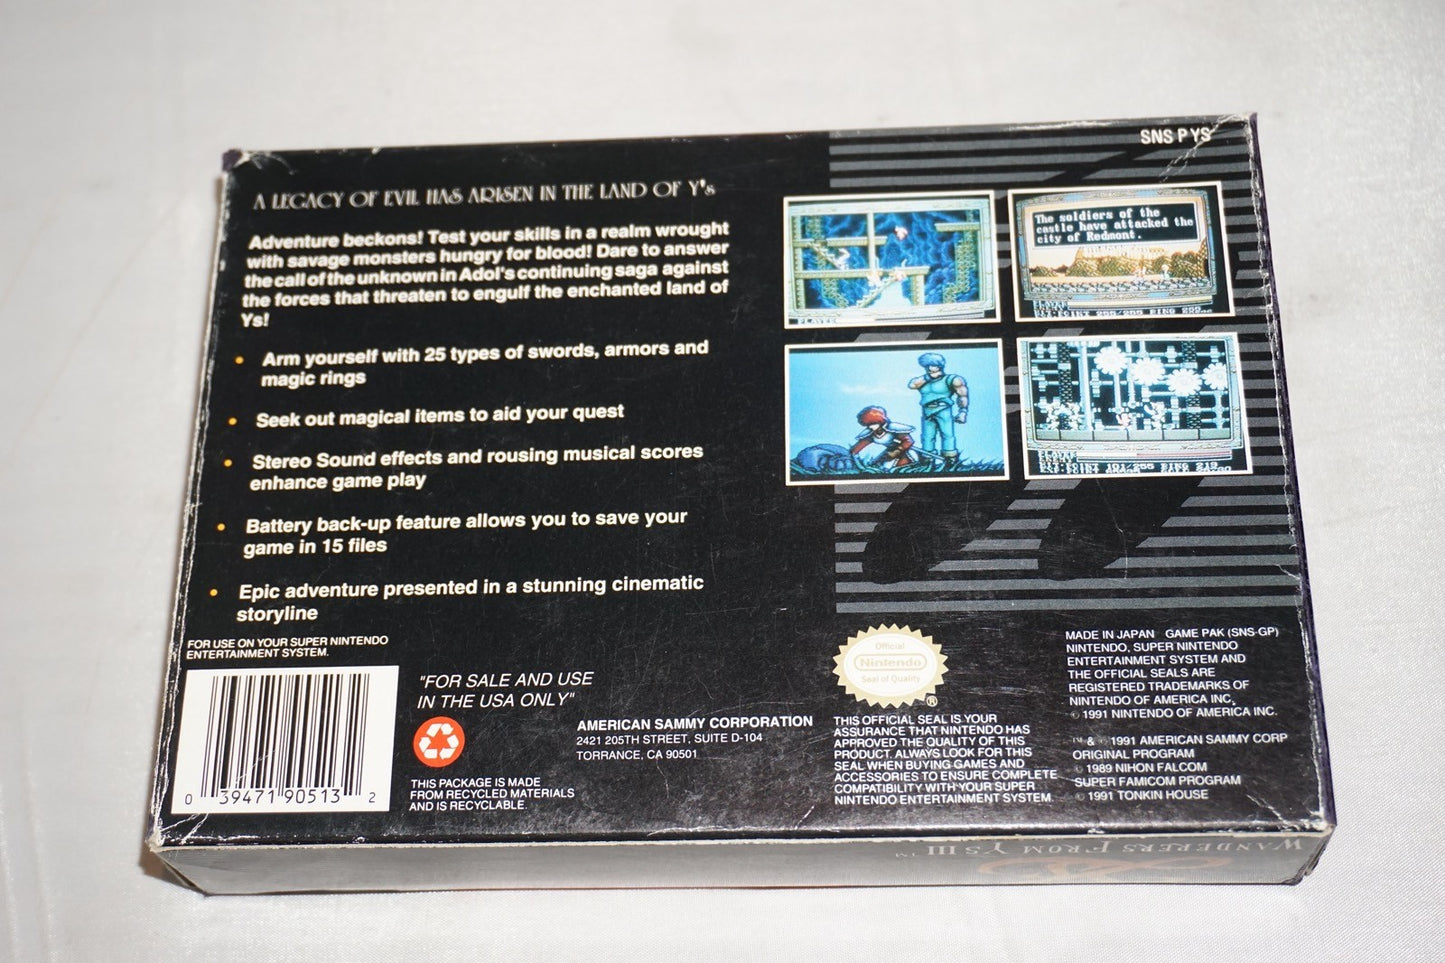 SNS P YS
A LEGACY OF EVIL HAS ARISEN IN THE LAND OF Y's
Adventure beckons! Test your skills in a realm wrought
with savage monsters hungry for blood! Dare to answer
the call of the unknown in Adol's continuing saga against
the forces that threaten to engulf the enchanted land of
Ys!
• Arm yourself with 25 types of swords, armors and
magic rings
• Seek out magical items to aid your quest
• Stereo Sound effects and rousing musical scores
enhance game play
• Battery back-up feature allows you to save your
game in 15 files
• Epic adventure presented in a stunning cinematic
storyline
PLAYER
The soldiers of the
castle have attacked the
city of Redmont.
PLAYER
255/255 RING 255
101/255 RING 219
FOR USE ON YOUR SUPER NINTENDO
ENTERTAINMENT SYSTEM.
0 39471 90513 2
"FOR SALE AND USE
IN THE USA ONLY"
THIS PACKAGE IS MADE
FROM RECYCLED MATERIALS
AND IS RECYCLABLE.
AMERICAN SAMMY CORPORATION
2421 205TH STREET, SUITE D-104
TORRANCE, CA 90501
Official
Nintendo
Seal of Quality
®
THIS OFFICIAL SEAL IS YOUR
ASSURANCE THAT NINTENDO HAS
APPROVED THE QUALITY OF THIS
PRODUCT. ALWAYS LOOK FOR THIS
SEAL WHEN BUYING GAMES AND
ACCESSORIES TO ENSURE COMPLETE
COMPATIBILITY WITH YOUR SUPER
NINTENDO ENTERTAINMENT SYSTEM.
MADE IN JAPAN GAME PAK (SNS-GP)
NINTENDO, SUPER NINTENDO
ENTERTAINMENT SYSTEM AND
THE OFFICIAL SEALS ARE
REGISTERED TRADEMARKS OF
NINTENDO OF AMERICA INC.
© 1991 NINTENDO OF AMERICA INC.
™ & © 1991 AMERICAN SAMMY CORP
ORIGINAL PROGRAM
© 1989 NIHON FALCOM
SUPER FAMICOM PROGRAM
© 1991 TONKIN HOUSE
WANDERERS FROM YS III ™